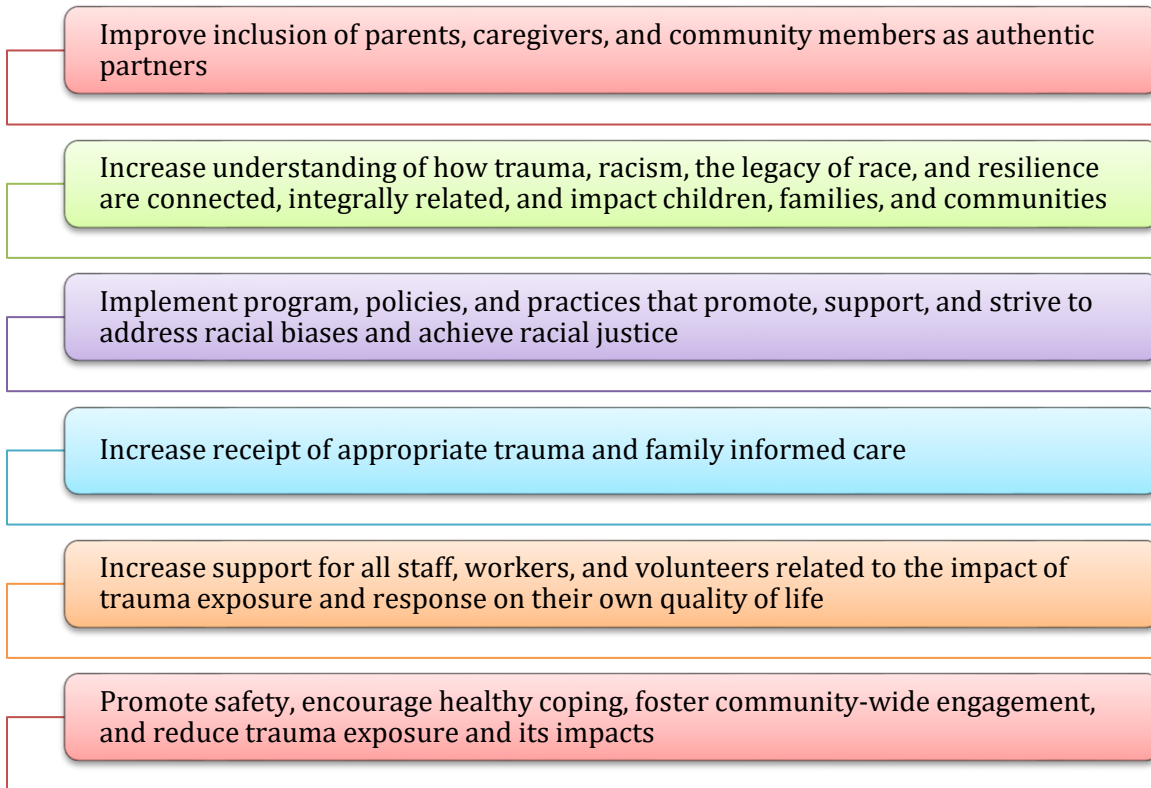 Improve inclusion of parents, caregivers, and community members as authentic
partners
Increase understanding of how trauma, racism, the legacy of race, and resilience
are connected, integrally related, and impact children, families, and communities
Implement program, policies, and practices that promote, support, and strive to
address racial biases and achieve racial justice
Increase receipt of appropriate trauma and family informed care
Increase support for all staff, workers, and volunteers related to the impact of
trauma exposure and response on their own quality of life
Promote safety, encourage healthy coping, foster community-wide engagement,
and reduce trauma exposure and its impacts